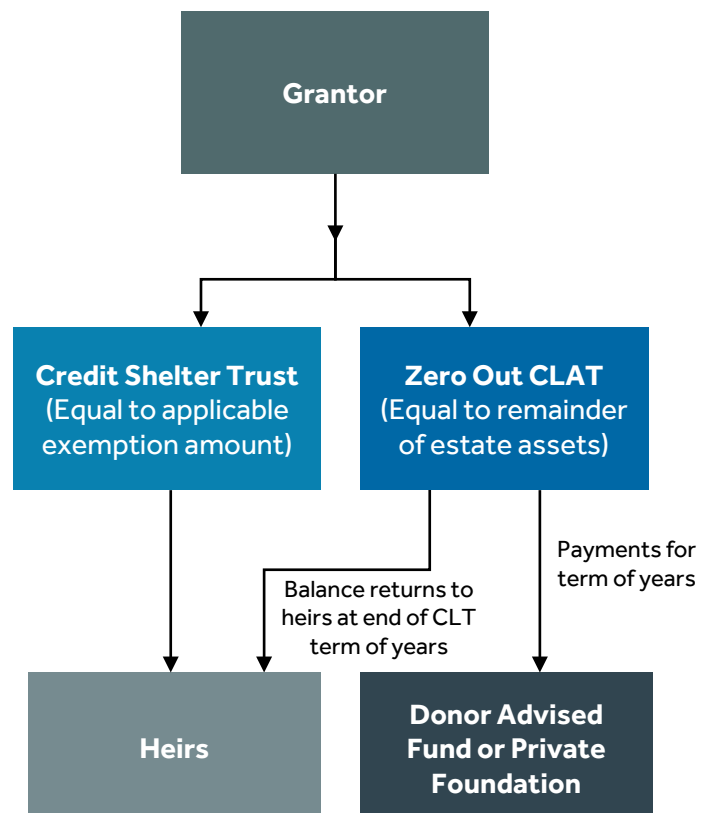 Grantor
Credit Shelter Trust
(Equal to applicable
exemption amount)
Zero Out CLAT
(Equal to remainder
of estate assets)
Payments for
term of years
Balance returns to
heirs at end of CLT
term of years
Heirs
Donor Advised
Fund or Private
Foundation